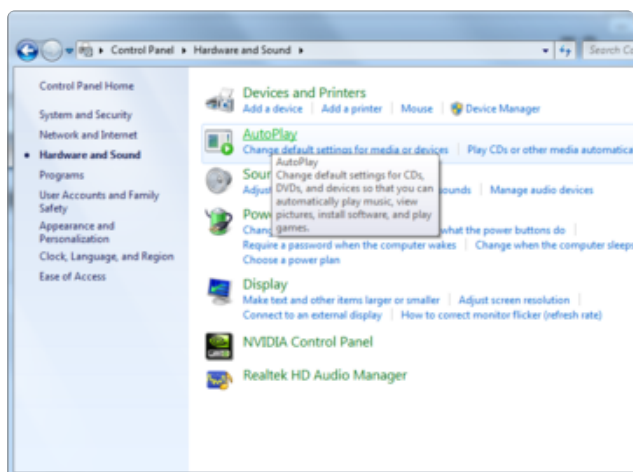 Control Panel ▸ Hardware and Sound ▸
Search Co
Control Panel Home
System and Security
Network and Internet
Hardware and Sound
Programs
User Accounts and Family
Safety
Appearance and
Personalization
Clock, Language, and Region
Ease of Access
Devices and Printers
Add a device | Add a printer | Mouse | Device Manager
AutoPlay
Change default settings for media or devices | Play CDs or other media automatica
AutoPlay
Change default settings for CDs,
DVDs, and devices so that you can
automatically play music, view
pictures, install software, and play
games.
Soun
Adjus
ounds | Manage audio devices
Pow
Chang
what the power buttons do
Require a password when the computer wakes | Change when the computer sleeps
Choose a power plan
Display
Make text and other items larger or smaller | Adjust screen resolution
Connect to an external display | How to correct monitor flicker (refresh rate)
NVIDIA Control Panel
Realtek HD Audio Manager